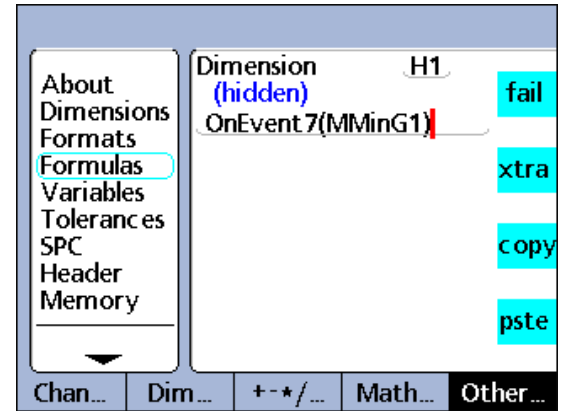 About
Dimensions
Formats
Formulas
Variables
Tolerances
SPC
Header
Memory
Dimension H1
(hidden)
OnEvent7(MMinG1)
fail
xtra
copy
pste
Chan...
Dim...
+-*/...
Math...
Other...